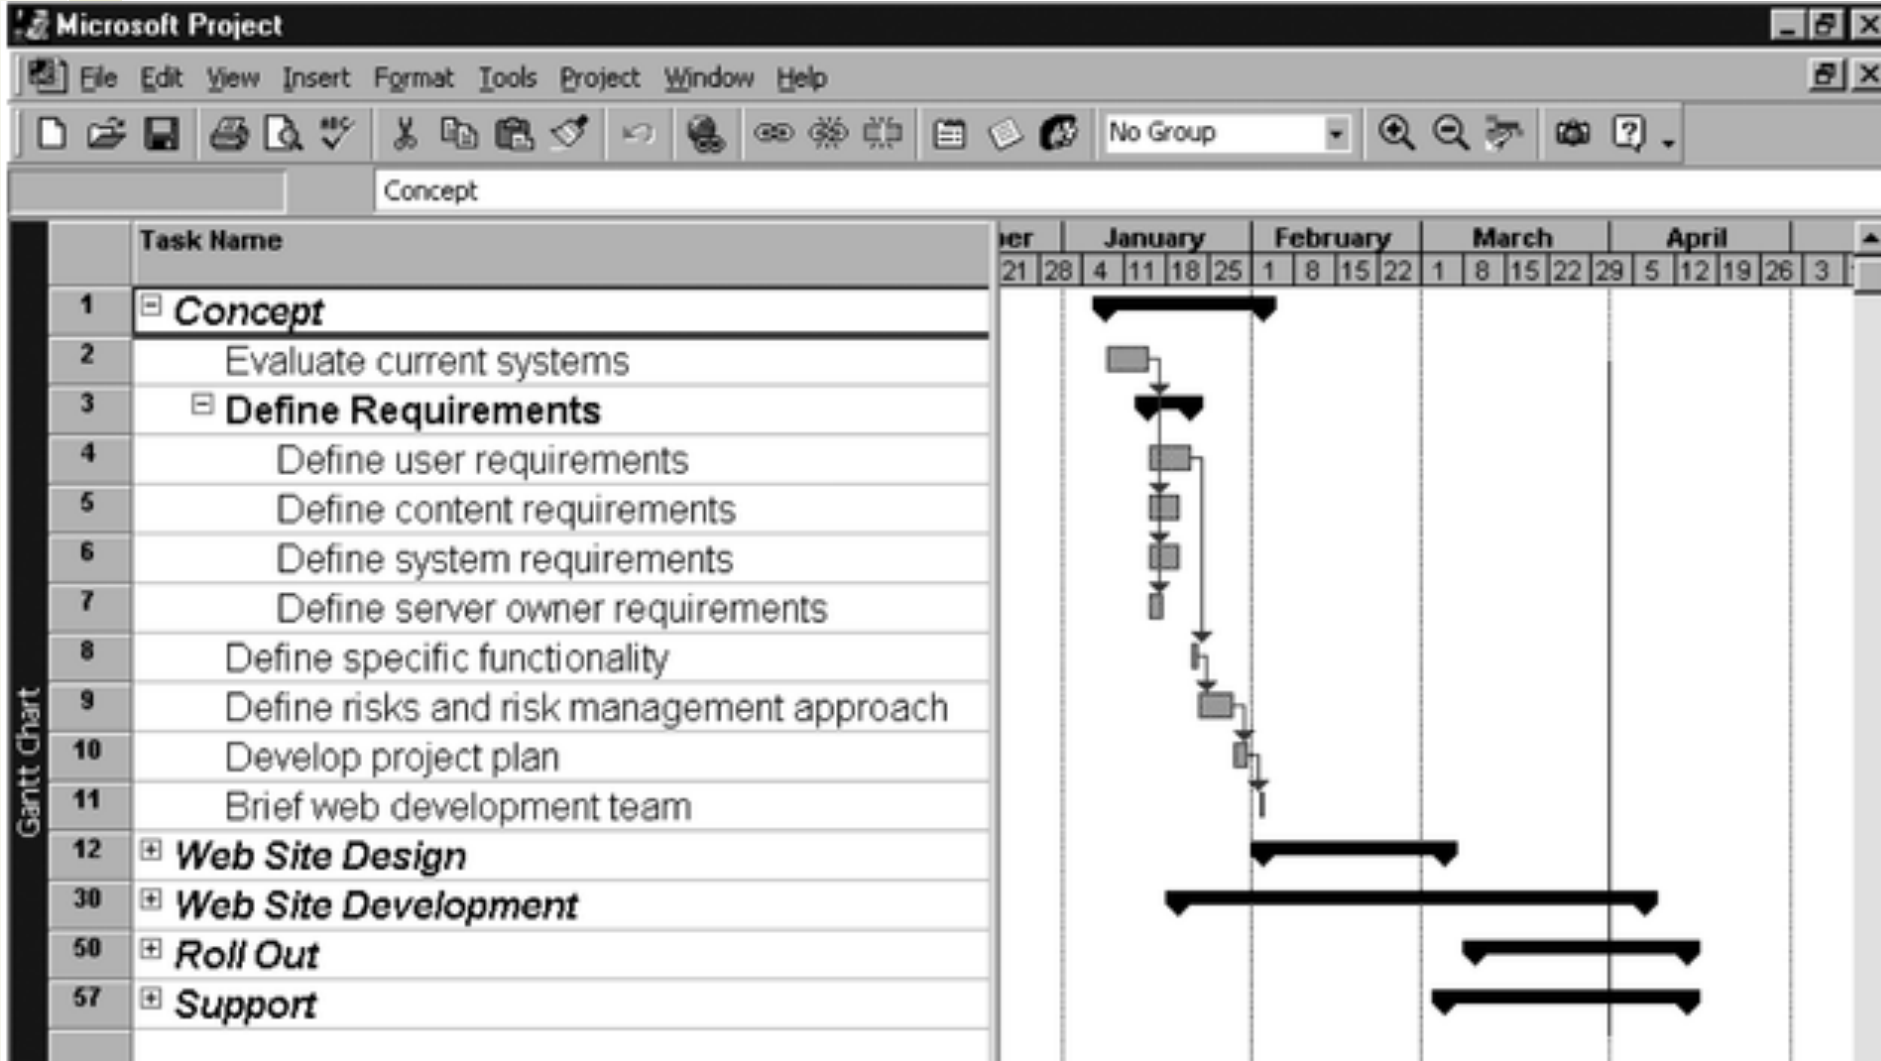 Microsoft Project
File Edit View Insert Format Tools Project Window Help
ABC No Group ?
Concept
Task Name
January February March April
21 28 4 11 18 25 1 8 15 22 1 8 15 22 29 5 12 19 26 3
1 Concept
2 Evaluate current systems
3 Define Requirements
4 Define user requirements
5 Define content requirements
6 Define system requirements
7 Define server owner requirements
8 Define specific functionality
9 Define risks and risk management approach
10 Develop project plan
11 Brief web development team
12 Web Site Design
30 Web Site Development
50 Roll Out
57 Support
Gantt Chart